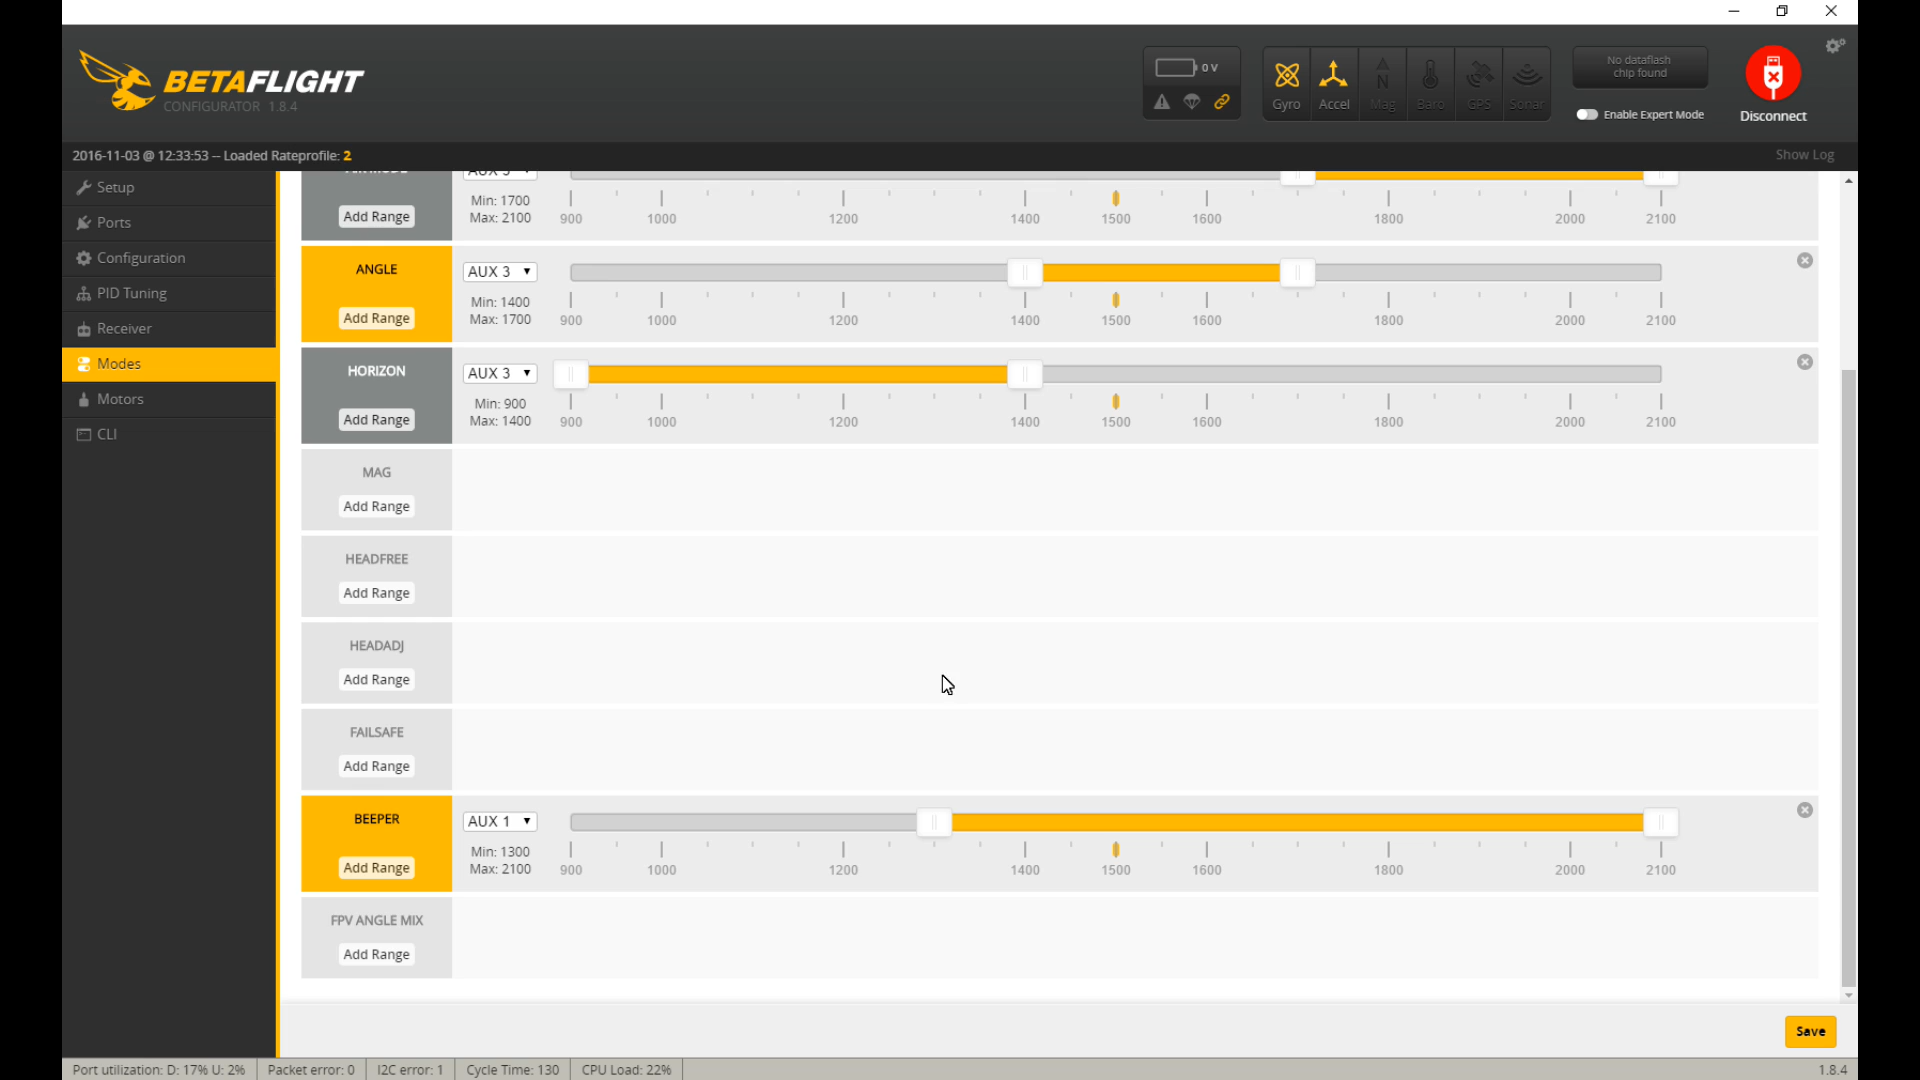 BETAFLIGHT
CONFIGURATOR 1.8.4
0 V
Gyro
Accel
Mag
Baro
GPS
Sonar
No dataflash
chip found
Enable Expert Mode
Disconnect
2016-11-03 @ 12:33:53 -- Loaded Rateprofile: 2
Show Log
Setup
Ports
Configuration
PID Tuning
Receiver
Modes
Motors
CLI
Add Range
Min: 1700
Max: 2100
900 1000 1200 1400 1500 1600 1800 2000 2100
ANGLE
Add Range
AUX 3
Min: 1400
Max: 1700
900 1000 1200 1400 1500 1600 1800 2000 2100
HORIZON
Add Range
AUX 3
Min: 900
Max: 1400
900 1000 1200 1400 1500 1600 1800 2000 2100
MAG
Add Range
HEADFREE
Add Range
HEADADJ
Add Range
FAILSAFE
Add Range
BEEPER
Add Range
AUX 1
Min: 1300
Max: 2100
900 1000 1200 1400 1500 1600 1800 2000 2100
FPV ANGLE MIX
Add Range
Save
Port utilization: D: 17% U: 2%
Packet error: 0
I2C error: 1
Cycle Time: 130
CPU Load: 22%
1.8.4